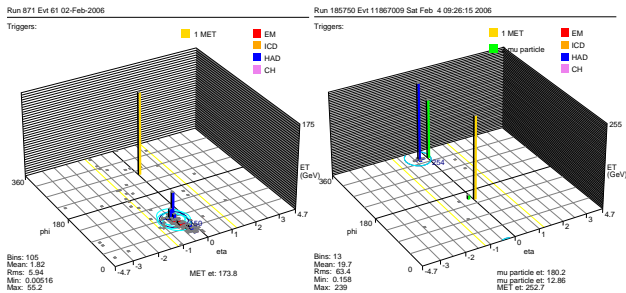 Run 871 Evt 61 02-Feb-2006
Triggers:
1 MET
EM
ICD
HAD
CH
175
ET
(GeV)
360
180
phi
0
-4.7
-3
-2
-1
0
1
2
3
4.7
eta
Bins: 105
Mean: 1.82
Rms: 5.94
Min: 0.00516
Max: 55.2
MET et: 173.8
Run 185750 Evt 11867009 Sat Feb 4 09:26:15 2006
Triggers:
1 MET
mu particle
EM
ICD
HAD
CH
254
255
ET
(GeV)
360
180
phi
0
-4.7
-3
-2
-1
0
1
2
3
4.7
eta
Bins: 13
Mean: 19.7
Rms: 63.4
Min: 0.158
Max: 239
mu particle et: 180.2
mu particle et: 12.86
MET et: 252.7